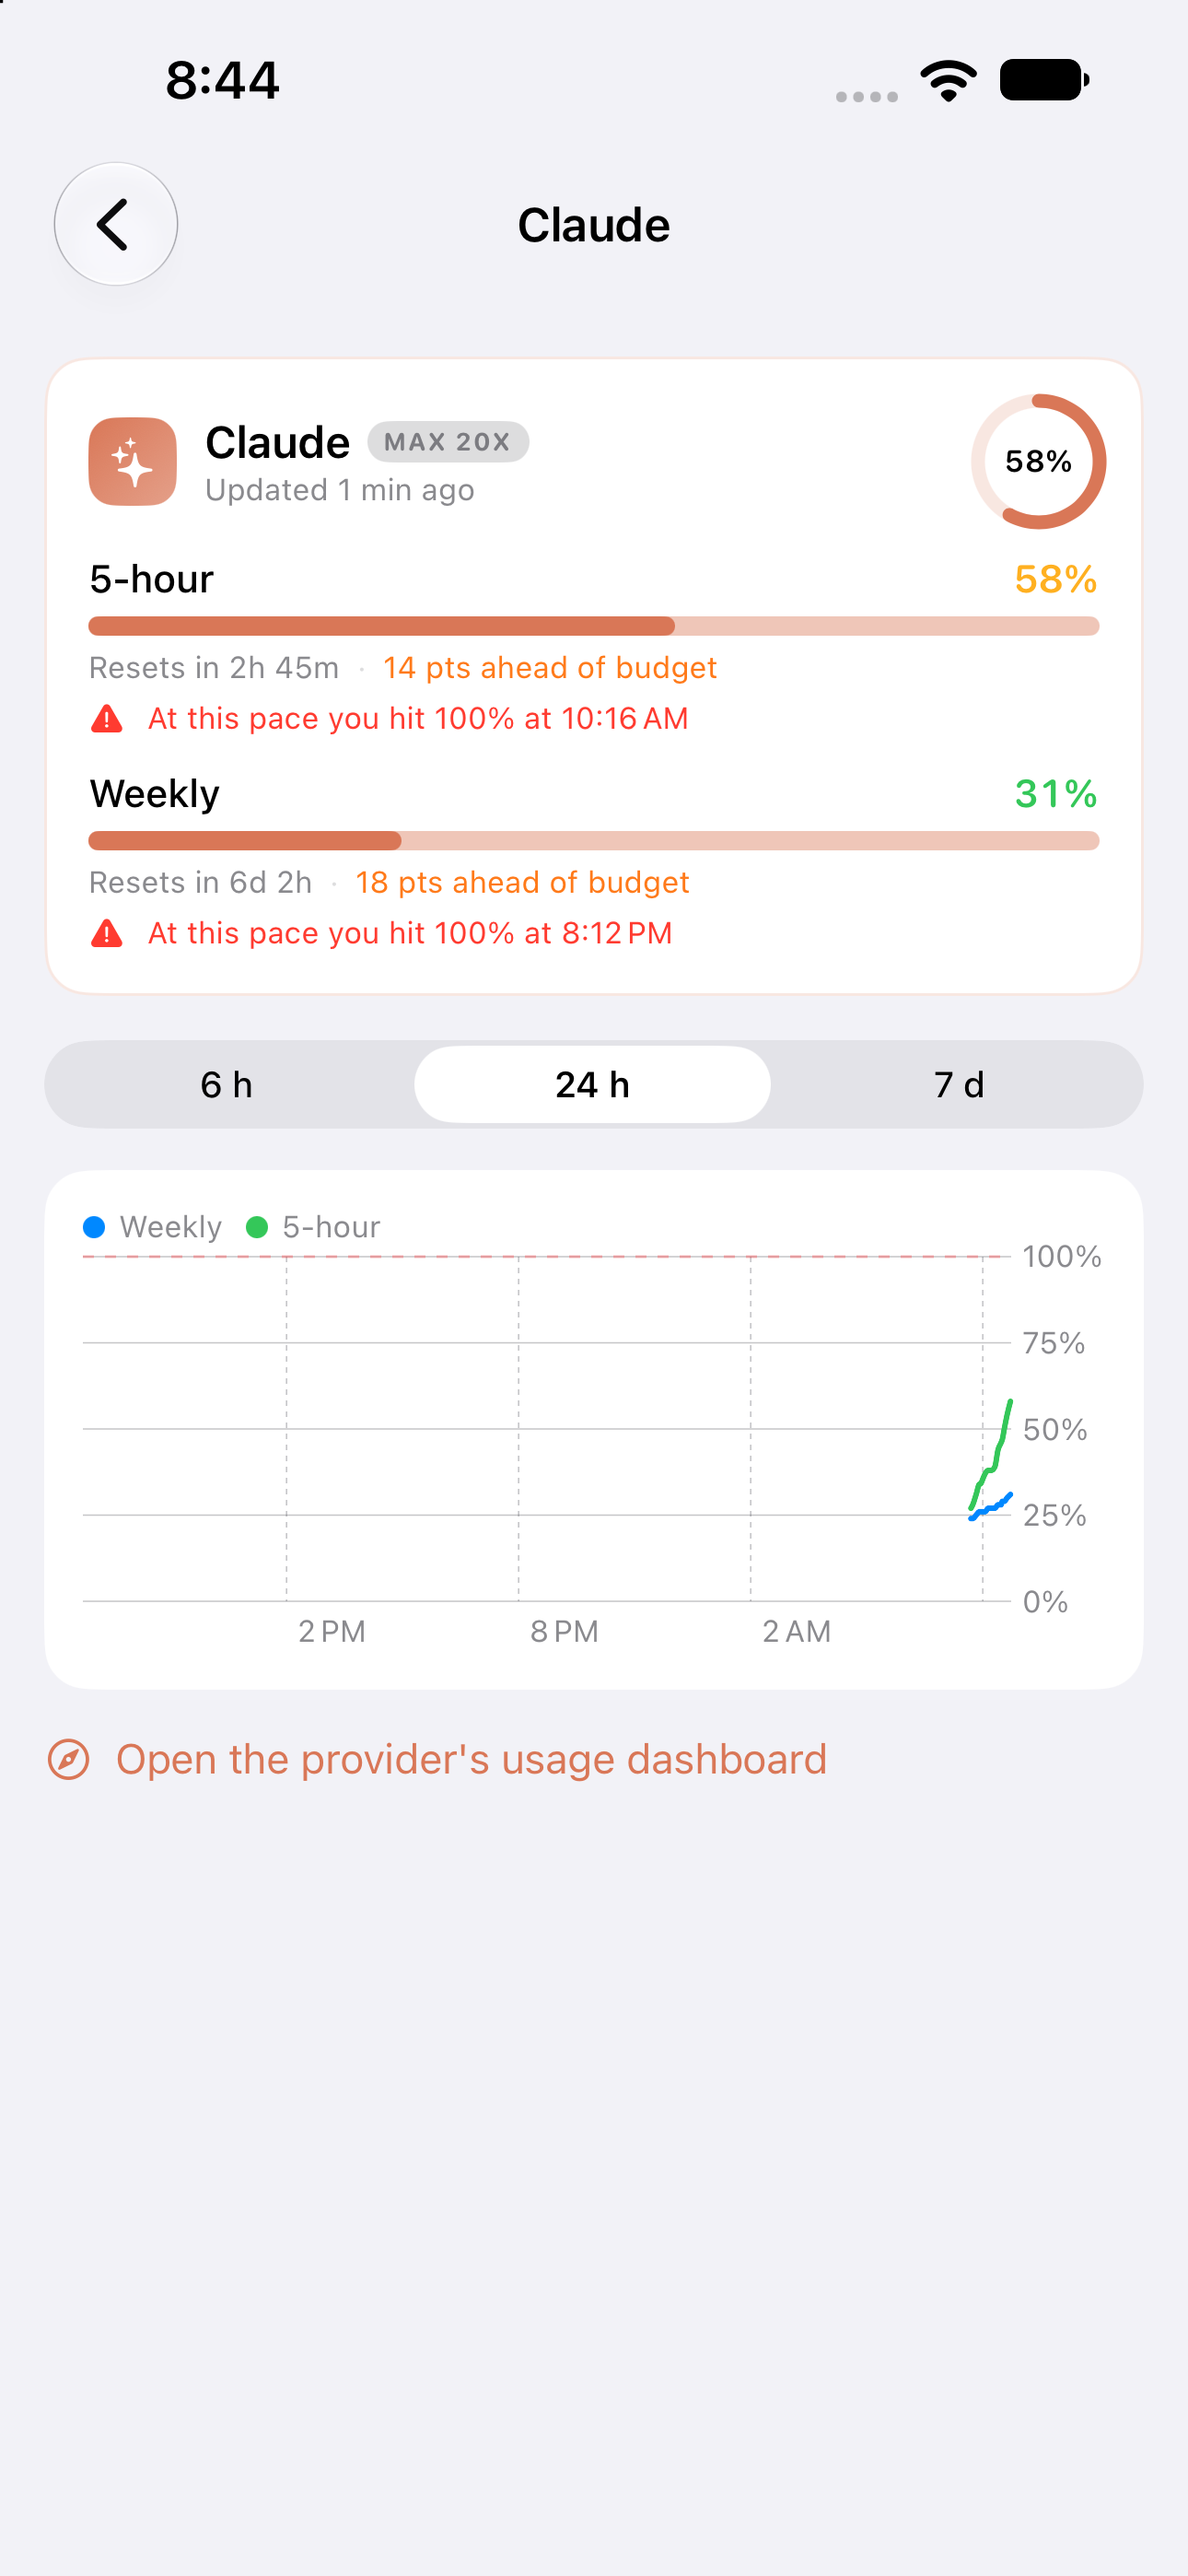 8:44
Claude
Claude MAX 20X
Updated 1 min ago
58%
5-hour 58%
Resets in 2h 45m · 14 pts ahead of budget
At this pace you hit 100% at 10:16 AM
Weekly 31%
Resets in 6d 2h · 18 pts ahead of budget
At this pace you hit 100% at 8:12 PM
6 h 24 h 7 d
Weekly 5-hour
100%
75%
50%
25%
0%
2 PM 8 PM 2 AM
Open the provider's usage dashboard